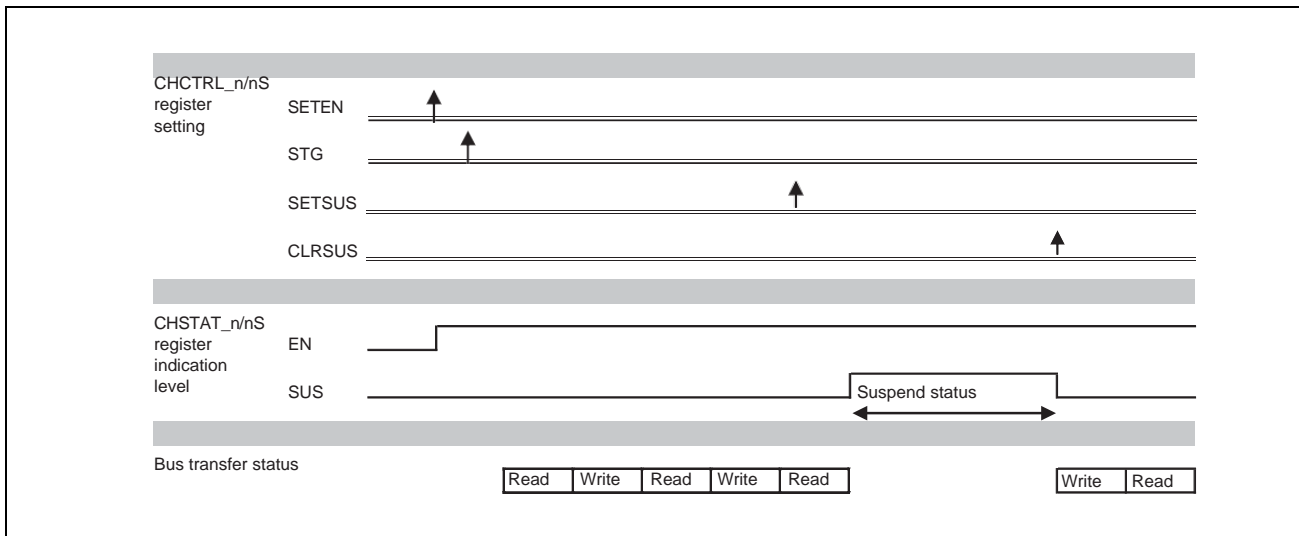 CHCTRL_n/nS
register
setting
SETEN
STG
SETSUS
CLRSUS
CHSTAT_n/nS
register
indication
level
EN
SUS
Suspend status
Bus transfer status
Read Write Read Write Read Write Read